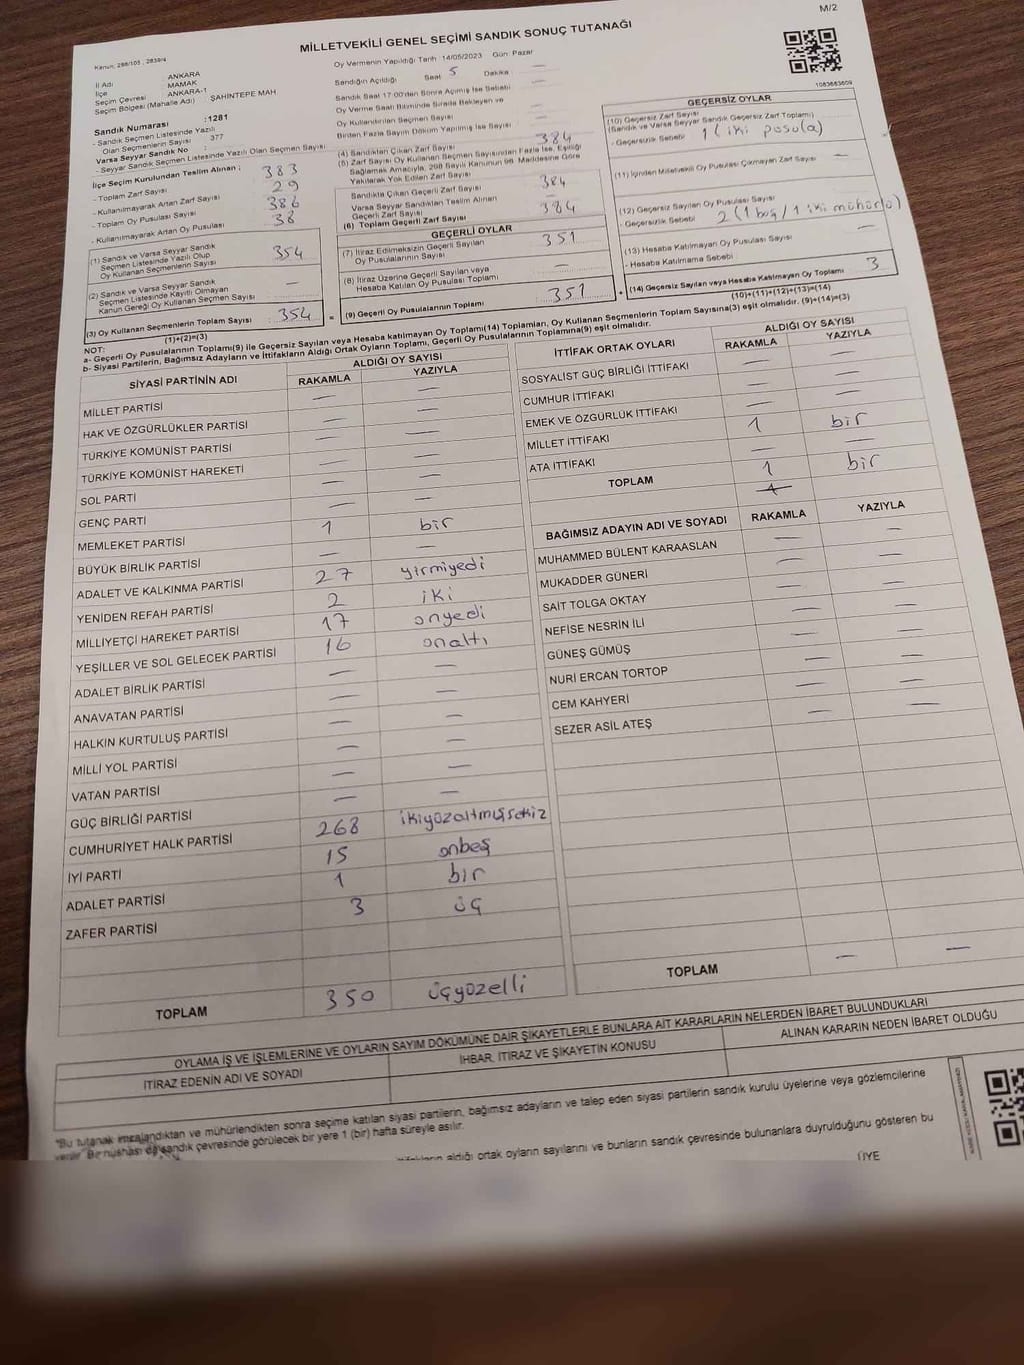 M/2
MİLLETVEKİLİ GENEL SEÇİMİ SANDIK SONUÇ TUTANAĞI
Kanun: 298/105 , 2839/4
İl Adı : ANKARA
İlçe : MAMAK
Seçim Çevresi : ANKARA-1
Seçim Bölgesi (Mahalle Adı) : ŞAHİNTEPE MAH
Sandık Numarası : 1281
- Sandık Seçmen Listesinde Yazılı
Olan Seçmenlerin Sayısı : 377
Varsa Seyyar Sandık No :
- Seyyar Sandık Seçmen Listesinde Yazılı Olan Seçmen Sayısı :
İlçe Seçim Kurulundan Teslim Alınan ;
- Toplam Zarf Sayısı 383
- Kullanılmayarak Artan Zarf Sayısı 29
- Toplam Oy Pusulası Sayısı 386
- Kullanılmayarak Artan Oy Pusulası 38
(1) Sandık ve Varsa Seyyar Sandık
Seçmen Listesinde Yazılı Olup
Oy Kullanan Seçmenlerin Sayısı 354
(2) Sandık ve Varsa Seyyar Sandık
Seçmen Listesinde Kayıtlı Olmayan
Kanun Gereği Oy Kullanan Seçmen Sayısı —
(3) Oy Kullanan Seçmenlerin Toplam Sayısı 354
(1)+(2)=(3)
Oy Vermenin Yapıldığı Tarih 14/05/2023 Gün: Pazar
Sandığın Açıldığı Saat 5 Dakika —
Sandık Saat 17:00'den Sonra Açılmış İse Sebebi —
Oy Verme Saati Bitiminde Sırada Bekleyen ve
Oy Kullandırılan Seçmen Sayısı —
Birden Fazla Sayım Döküm Yapılmış İse Sayısı —
(4) Sandıktan Çıkan Zarf Sayısı 384
(5) Zarf Sayısı Oy Kullanan Seçmen Sayısından Fazla İse, Eşitliği
Sağlamak Amacıyla, 298 Sayılı Kanunun 98. Maddesine Göre
Yakılarak Yok Edilen Zarf Sayısı —
Sandıkta Çıkan Geçerli Zarf Sayısı 384
Varsa Seyyar Sandıktan Teslim Alınan
Geçerli Zarf Sayısı —
(6) Toplam Geçerli Zarf Sayısı 384
GEÇERLİ OYLAR
(7) İtiraz Edilmeksizin Geçerli Sayılan
Oy Pusulalarının Sayısı 351
(8) İtiraz Üzerine Geçerli Sayılan veya
Hesaba Katılan Oy Pusulası Toplamı —
= (9) Geçerli Oy Pusulalarının Toplamı 351
1083683609
GEÇERSİZ OYLAR
(10) Geçersiz Zarf Sayısı
(Sandık ve Varsa Seyyar Sandık Geçersiz Zarf Toplamı)
- Geçersizlik Sebebi 1 (iki pusula)
(11) İçinden Milletvekili Oy Pusulası Çıkmayan Zarf Sayısı —
(12) Geçersiz Sayılan Oy Pusulası Sayısı
- Geçersizlik Sebebi 2 (1 boş / 1 iki mühürlü)
(13) Hesaba Katılmayan Oy Pusulası Sayısı —
- Hesaba Katılmama Sebebi
+ (14) Geçersiz Sayılan veya Hesaba Katılmayan Oy Toplamı 3
(10)+(11)+(12)+(13)=(14)
NOT:
a- Geçerli Oy Pusulalarının Toplamı(9) ile Geçersiz Sayılan veya Hesaba katılmayan Oy Toplamı(14) Toplamları, Oy Kullanan Seçmenlerin Toplam Sayısına(3) eşit olmalıdır. (9)+(14)=(3)
b- Siyasi Partilerin, Bağımsız Adayların ve İttifakların Aldığı Ortak Oyların Toplamı, Geçerli Oy Pusulalarının Toplamına(9) eşit olmalıdır.
SİYASİ PARTİNİN ADI ALDIĞI OY SAYISI
RAKAMLA YAZIYLA
MİLLET PARTİSİ — —
HAK VE ÖZGÜRLÜKLER PARTİSİ — —
TÜRKİYE KOMÜNİST PARTİSİ — —
TÜRKİYE KOMÜNİST HAREKETİ — —
SOL PARTİ — —
GENÇ PARTİ — —
MEMLEKET PARTİSİ 1 bir
BÜYÜK BİRLİK PARTİSİ — —
ADALET VE KALKINMA PARTİSİ 27 yirmiyedi
YENİDEN REFAH PARTİSİ 2 iki
MİLLİYETÇİ HAREKET PARTİSİ 17 onyedi
YEŞİLLER VE SOL GELECEK PARTİSİ 16 onaltı
ADALET BİRLİK PARTİSİ — —
ANAVATAN PARTİSİ — —
HALKIN KURTULUŞ PARTİSİ — —
MİLLİ YOL PARTİSİ — —
VATAN PARTİSİ — —
GÜÇ BİRLİĞİ PARTİSİ — —
CUMHURİYET HALK PARTİSİ 268 ikiyüzaltmışsekiz
İYİ PARTİ 15 onbeş
ADALET PARTİSİ 1 bir
ZAFER PARTİSİ 3 üç
TOPLAM 350 üçyüzelli
İTTİFAK ORTAK OYLARI ALDIĞI OY SAYISI
RAKAMLA YAZIYLA
SOSYALİST GÜÇ BİRLİĞİ İTTİFAKI — —
CUMHUR İTTİFAKI — —
EMEK VE ÖZGÜRLÜK İTTİFAKI — —
MİLLET İTTİFAKI 1 bir
ATA İTTİFAKI — —
TOPLAM 1 bir
BAĞIMSIZ ADAYIN ADI VE SOYADI RAKAMLA YAZIYLA
MUHAMMED BÜLENT KARAASLAN — —
MUKADDER GÜNERİ — —
SAİT TOLGA OKTAY — —
NEFİSE NESRİN İLİ — —
GÜNEŞ GÜMÜŞ — —
NURİ ERCAN TORTOP — —
CEM KAHYERİ — —
SEZER ASİL ATEŞ — —
TOPLAM — —
OYLAMA İŞ VE İŞLEMLERİNE VE OYLARIN SAYIM DÖKÜMÜNE DAİR ŞİKAYETLERLE BUNLARA AİT KARARLARIN NELERDEN İBARET BULUNDUKLARI
İTİRAZ EDENİN ADI VE SOYADI İHBAR, İTİRAZ VE ŞİKAYETİN KONUSU ALINAN KARARIN NEDEN İBARET OLDUĞU
"Bu tutanak imzalandıktan ve mühürlendikten sonra seçime katılan siyasi partilerin, bağımsız adayların ve talep eden siyasi partilerin sandık kurulu üyelerine veya gözlemcilerine
verilir. Bir nüshası da sandık çevresinde görülecek bir yere 1 (bir) hafta süreyle asılır.
aldığı ortak oyların sayılarını ve bunların sandık çevresinde bulunanlara duyrulduğunu gösteren bu
ÜYE